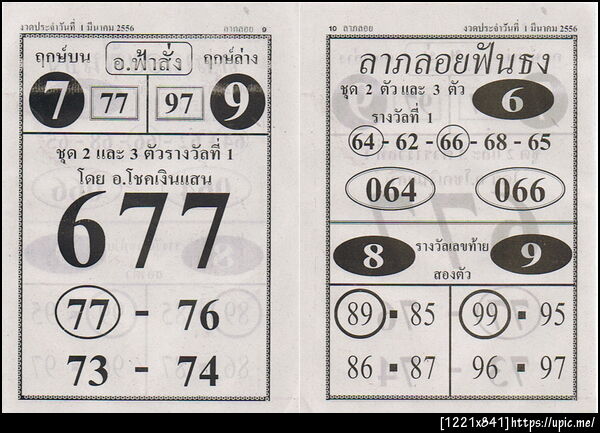 งวดประจำวันที่ 1 มีนาคม 2556 ลาภลอย 9
ฤกษ์บน อ.ฟ้าสั่ง ฤกษ์ล่าง
7 77 97 9
ชุด 2 และ 3 ตัวรางวัลที่ 1
โดย อ.โชคเงินแสน
677
77 - 76
73 - 74
10 ลาภลอย งวดประจำวันที่ 1 มีนาคม 2556
ลาภลอยฟันธง
ชุด 2 ตัว และ 3 ตัว
6
รางวัลที่ 1
64 - 62 - 66 - 68 - 65
064 066
8 รางวัลเลขท้าย 9
สองตัว
89 ▪ 85 99 ▪ 95
86 ▪ 87 96 ▪ 97
[1221x841]https://upic.me/